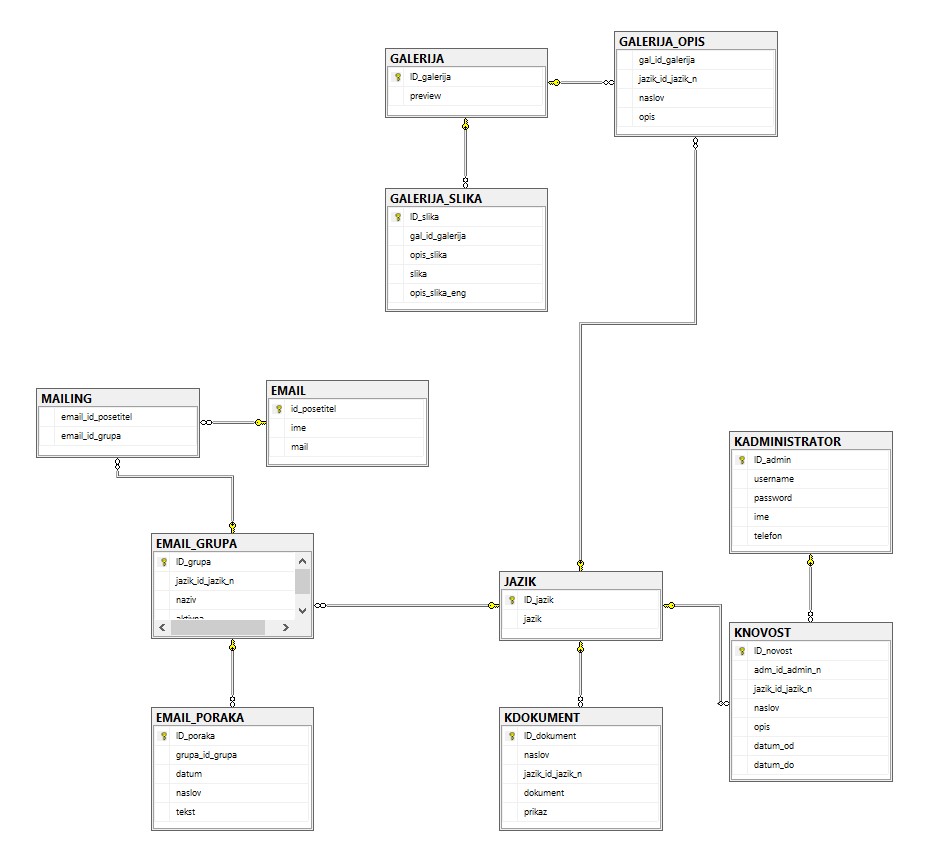 GALERIJA
ID_galerija
preview
GALERIJA_OPIS
gal_id_galerija
jazik_id_jazik_n
naslov
opis
GALERIJA_SLIKA
ID_slika
gal_id_galerija
opis_slika
slika
opis_slika_eng
MAILING
email_id_posetitel
email_id_grupa
EMAIL
id_posetitel
ime
mail
KADMINISTRATOR
ID_admin
username
password
ime
telefon
EMAIL_GRUPA
ID_grupa
jazik_id_jazik_n
naziv
aktivna
JAZIK
ID_jazik
jazik
KNOVOST
ID_novost
adm_id_admin_n
jazik_id_jazik_n
naslov
opis
datum_od
datum_do
EMAIL_PORAKA
ID_poraka
grupa_id_grupa
datum
naslov
tekst
KDOKUMENT
ID_dokument
naslov
jazik_id_jazik_n
dokument
prikaz